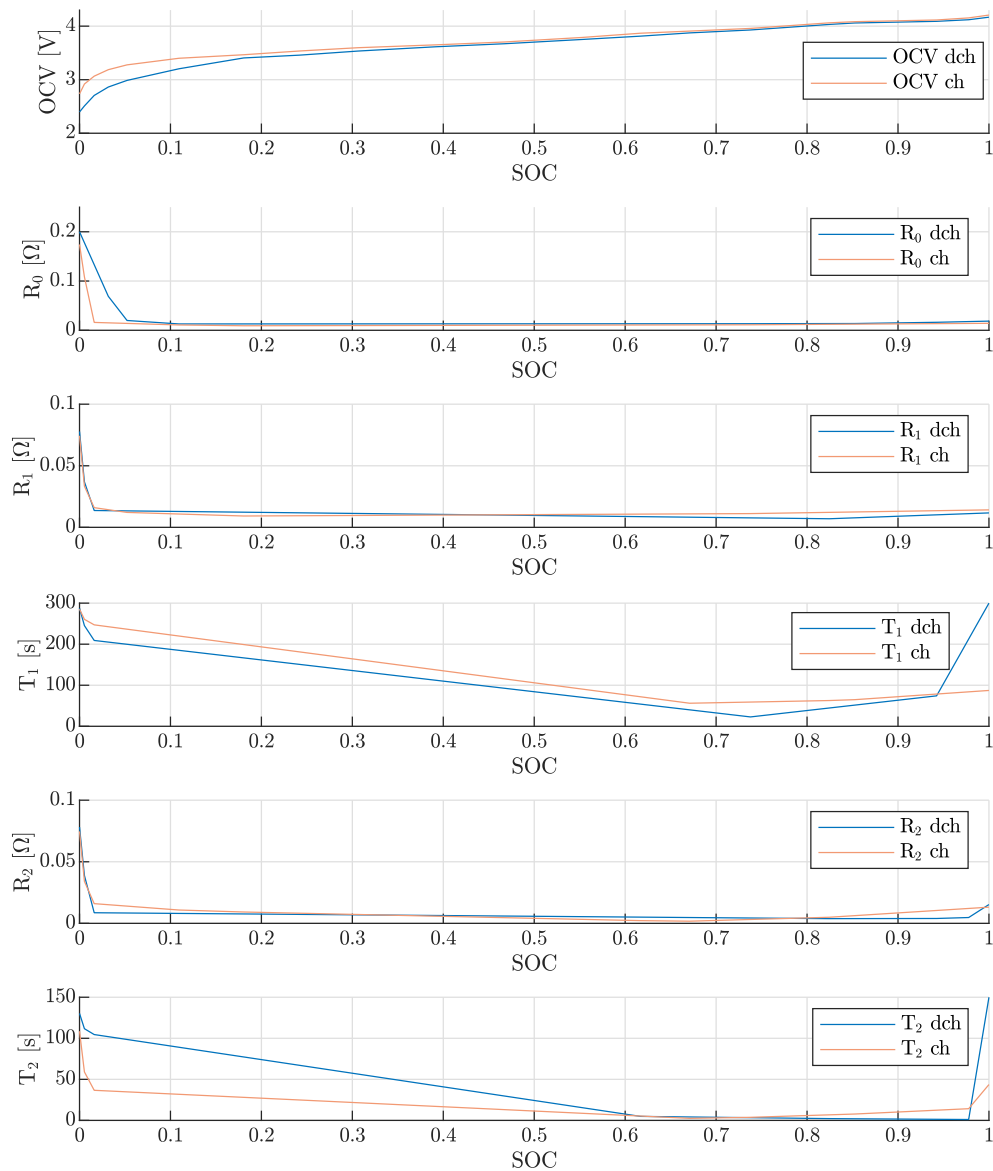 OCV [V]
4
3
2
OCV dch
OCV ch
0 0.1 0.2 0.3 0.4 0.5 0.6 0.7 0.8 0.9 1
SOC
R₀ [Ω]
0.2
0.1
0
R₀ dch
R₀ ch
0 0.1 0.2 0.3 0.4 0.5 0.6 0.7 0.8 0.9 1
SOC
R₁ [Ω]
0.1
0.05
0
R₁ dch
R₁ ch
0 0.1 0.2 0.3 0.4 0.5 0.6 0.7 0.8 0.9 1
SOC
T₁ [s]
300
200
100
0
T₁ dch
T₁ ch
0 0.1 0.2 0.3 0.4 0.5 0.6 0.7 0.8 0.9 1
SOC
R₂ [Ω]
0.1
0.05
0
R₂ dch
R₂ ch
0 0.1 0.2 0.3 0.4 0.5 0.6 0.7 0.8 0.9 1
SOC
T₂ [s]
150
100
50
0
T₂ dch
T₂ ch
0 0.1 0.2 0.3 0.4 0.5 0.6 0.7 0.8 0.9 1
SOC